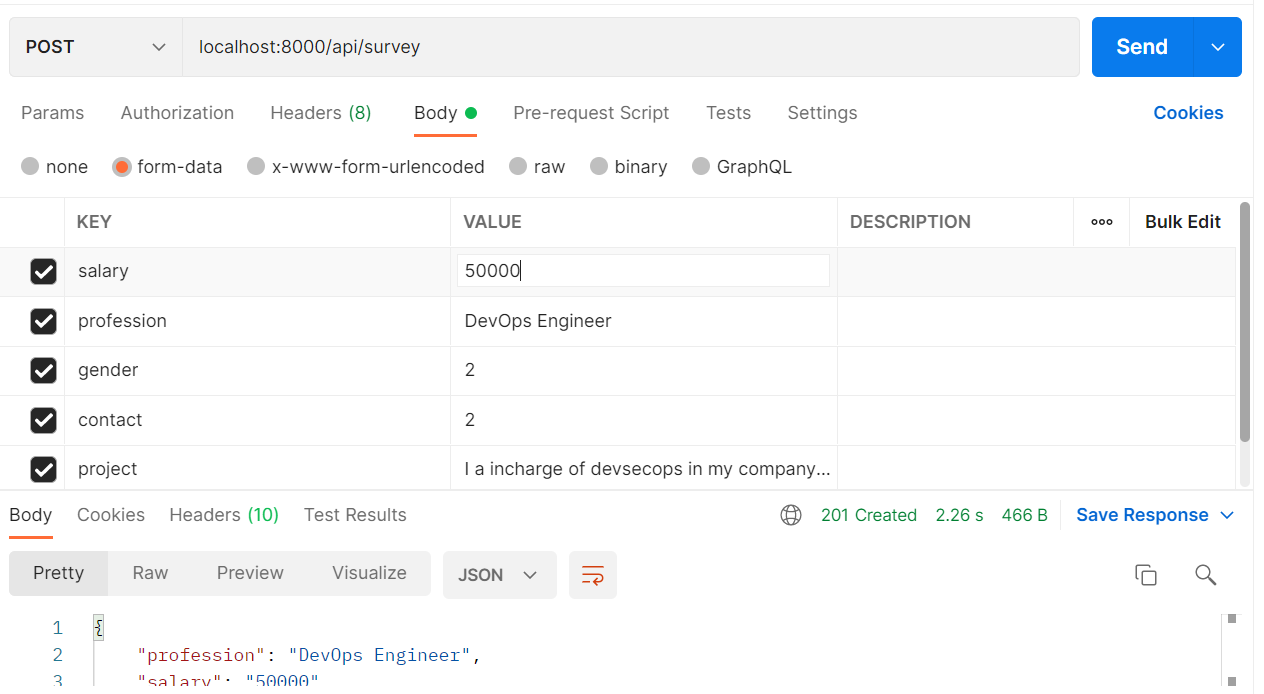 POST localhost:8000/api/survey Send
Params Authorization Headers (8) Body Pre-request Script Tests Settings Cookies
none form-data x-www-form-urlencoded raw binary GraphQL
KEY VALUE DESCRIPTION ooo Bulk Edit
salary 50000
profession DevOps Engineer
gender 2
contact 2
project I a incharge of devsecops in my company...
Body Cookies Headers (10) Test Results 201 Created 2.26 s 466 B Save Response
Pretty Raw Preview Visualize JSON
1 {
2 "profession": "DevOps Engineer",
3 "salary": "50000"